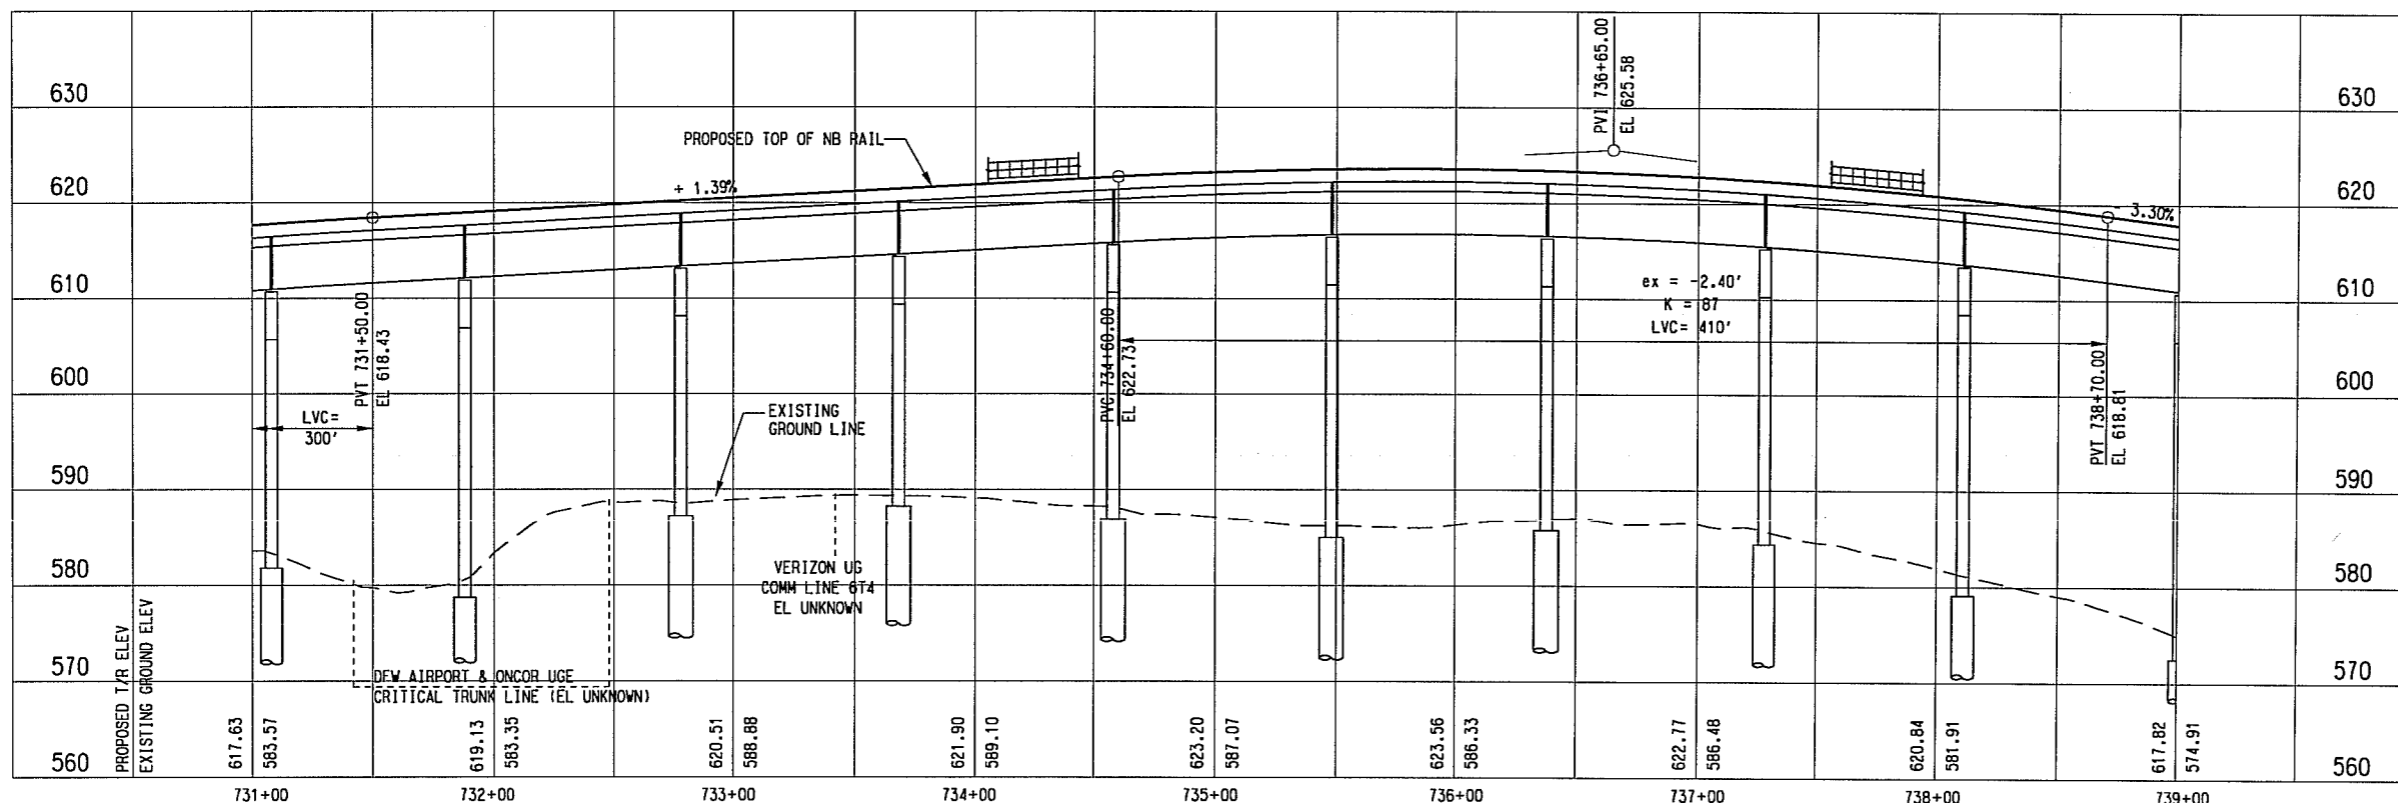 PVI 736+65.00
EL 625.58
630
630
PROPOSED TOP OF NB RAIL
+ 1.39%
620
620
- 3.30%
610
610
ex = -2.40'
K = 87
LVC= 410'
PVT 731+50.00
EL 618.43
PVC 734+60.00
EL 622.73
PVT 738+70.00
EL 618.81
600
600
LVC=
300'
EXISTING
GROUND LINE
590
590
580
580
VERIZON UG
COMM LINE 6T4
EL UNKNOWN
570
570
DFW AIRPORT & ONCOR UGE
CRITICAL TRUNK LINE (EL UNKNOWN)
PROPOSED T/R ELEV
EXISTING GROUND ELEV
617.63
583.57
619.13
583.35
620.51
588.88
621.90
589.10
623.20
587.07
623.56
586.33
622.77
586.48
620.84
581.91
617.82
574.91
560
560
731+00
732+00
733+00
734+00
735+00
736+00
737+00
738+00
739+00